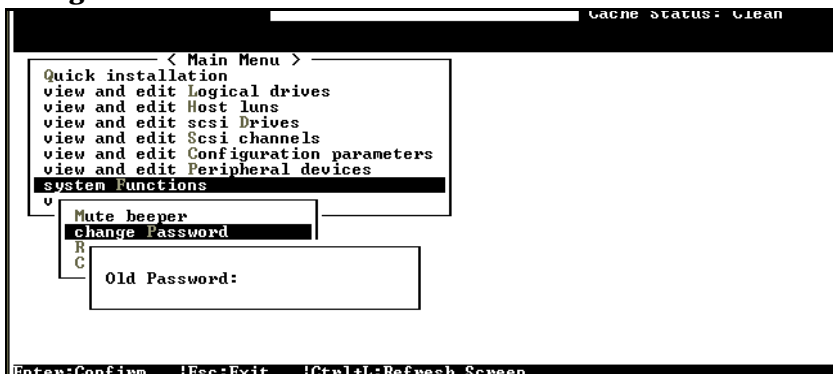 Cache Status: Clean
< Main Menu >
Quick installation
view and edit Logical drives
view and edit Host luns
view and edit scsi Drives
view and edit Scsi channels
view and edit Configuration parameters
view and edit Peripheral devices
system Functions
v
Mute beeper
change Password
R
C
Old Password:
Enter:Confirm |Esc:Exit |Ctrl+L:Refresh Screen